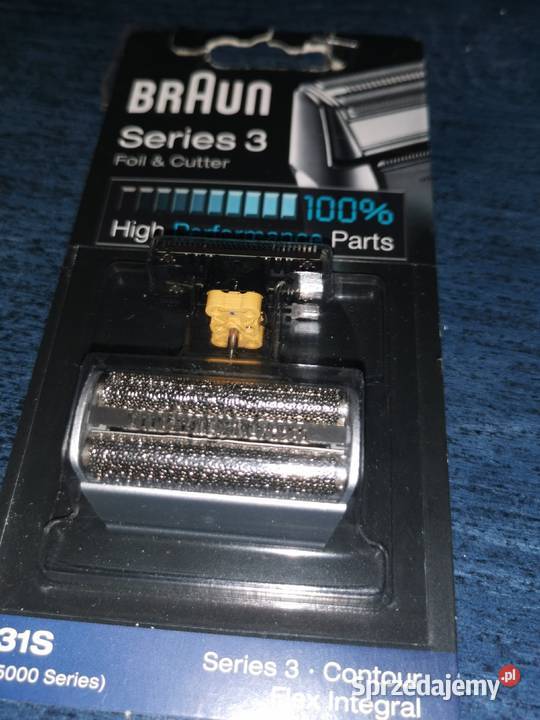 BRAUN
Series 3
Foil & Cutter
100%
High Performance Parts
31S
5000 Series)
Series 3 · Contour
Flex Integral
Sprzedajemy.pl